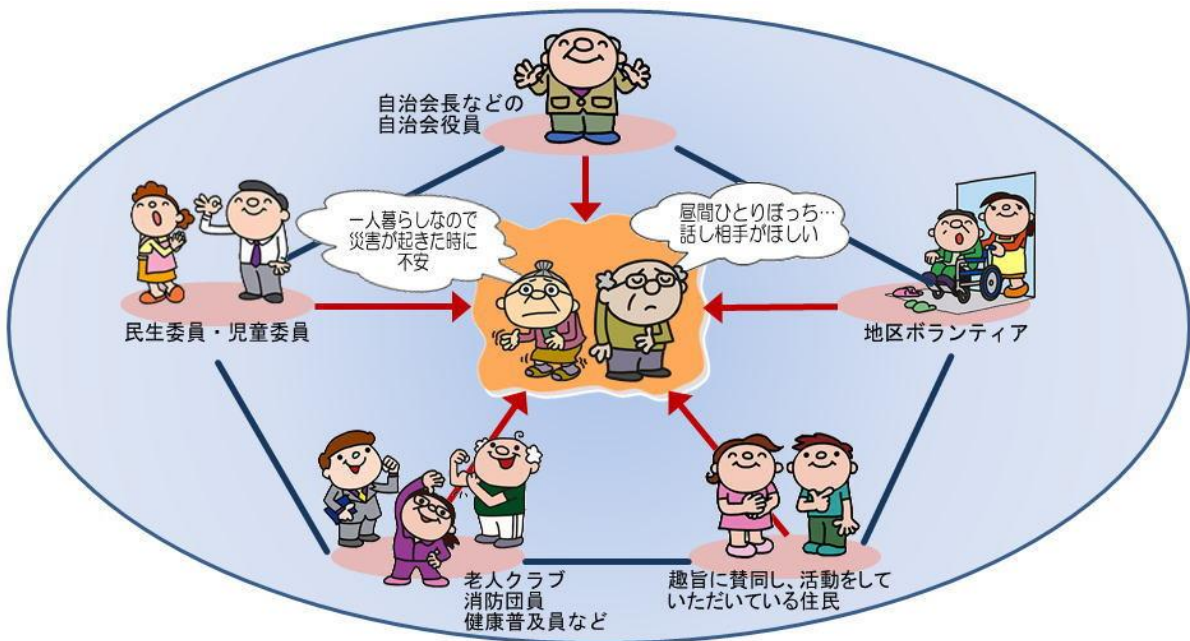 自治会長などの
自治会役員
一人暮らしなので
災害が起きた時に
不安
昼間ひとりぼっち…
話し相手がほしい
民生委員・児童委員
地区ボランティア
老人クラブ
消防団員
健康普及員など
趣旨に賛同し、活動をして
いただいている住民